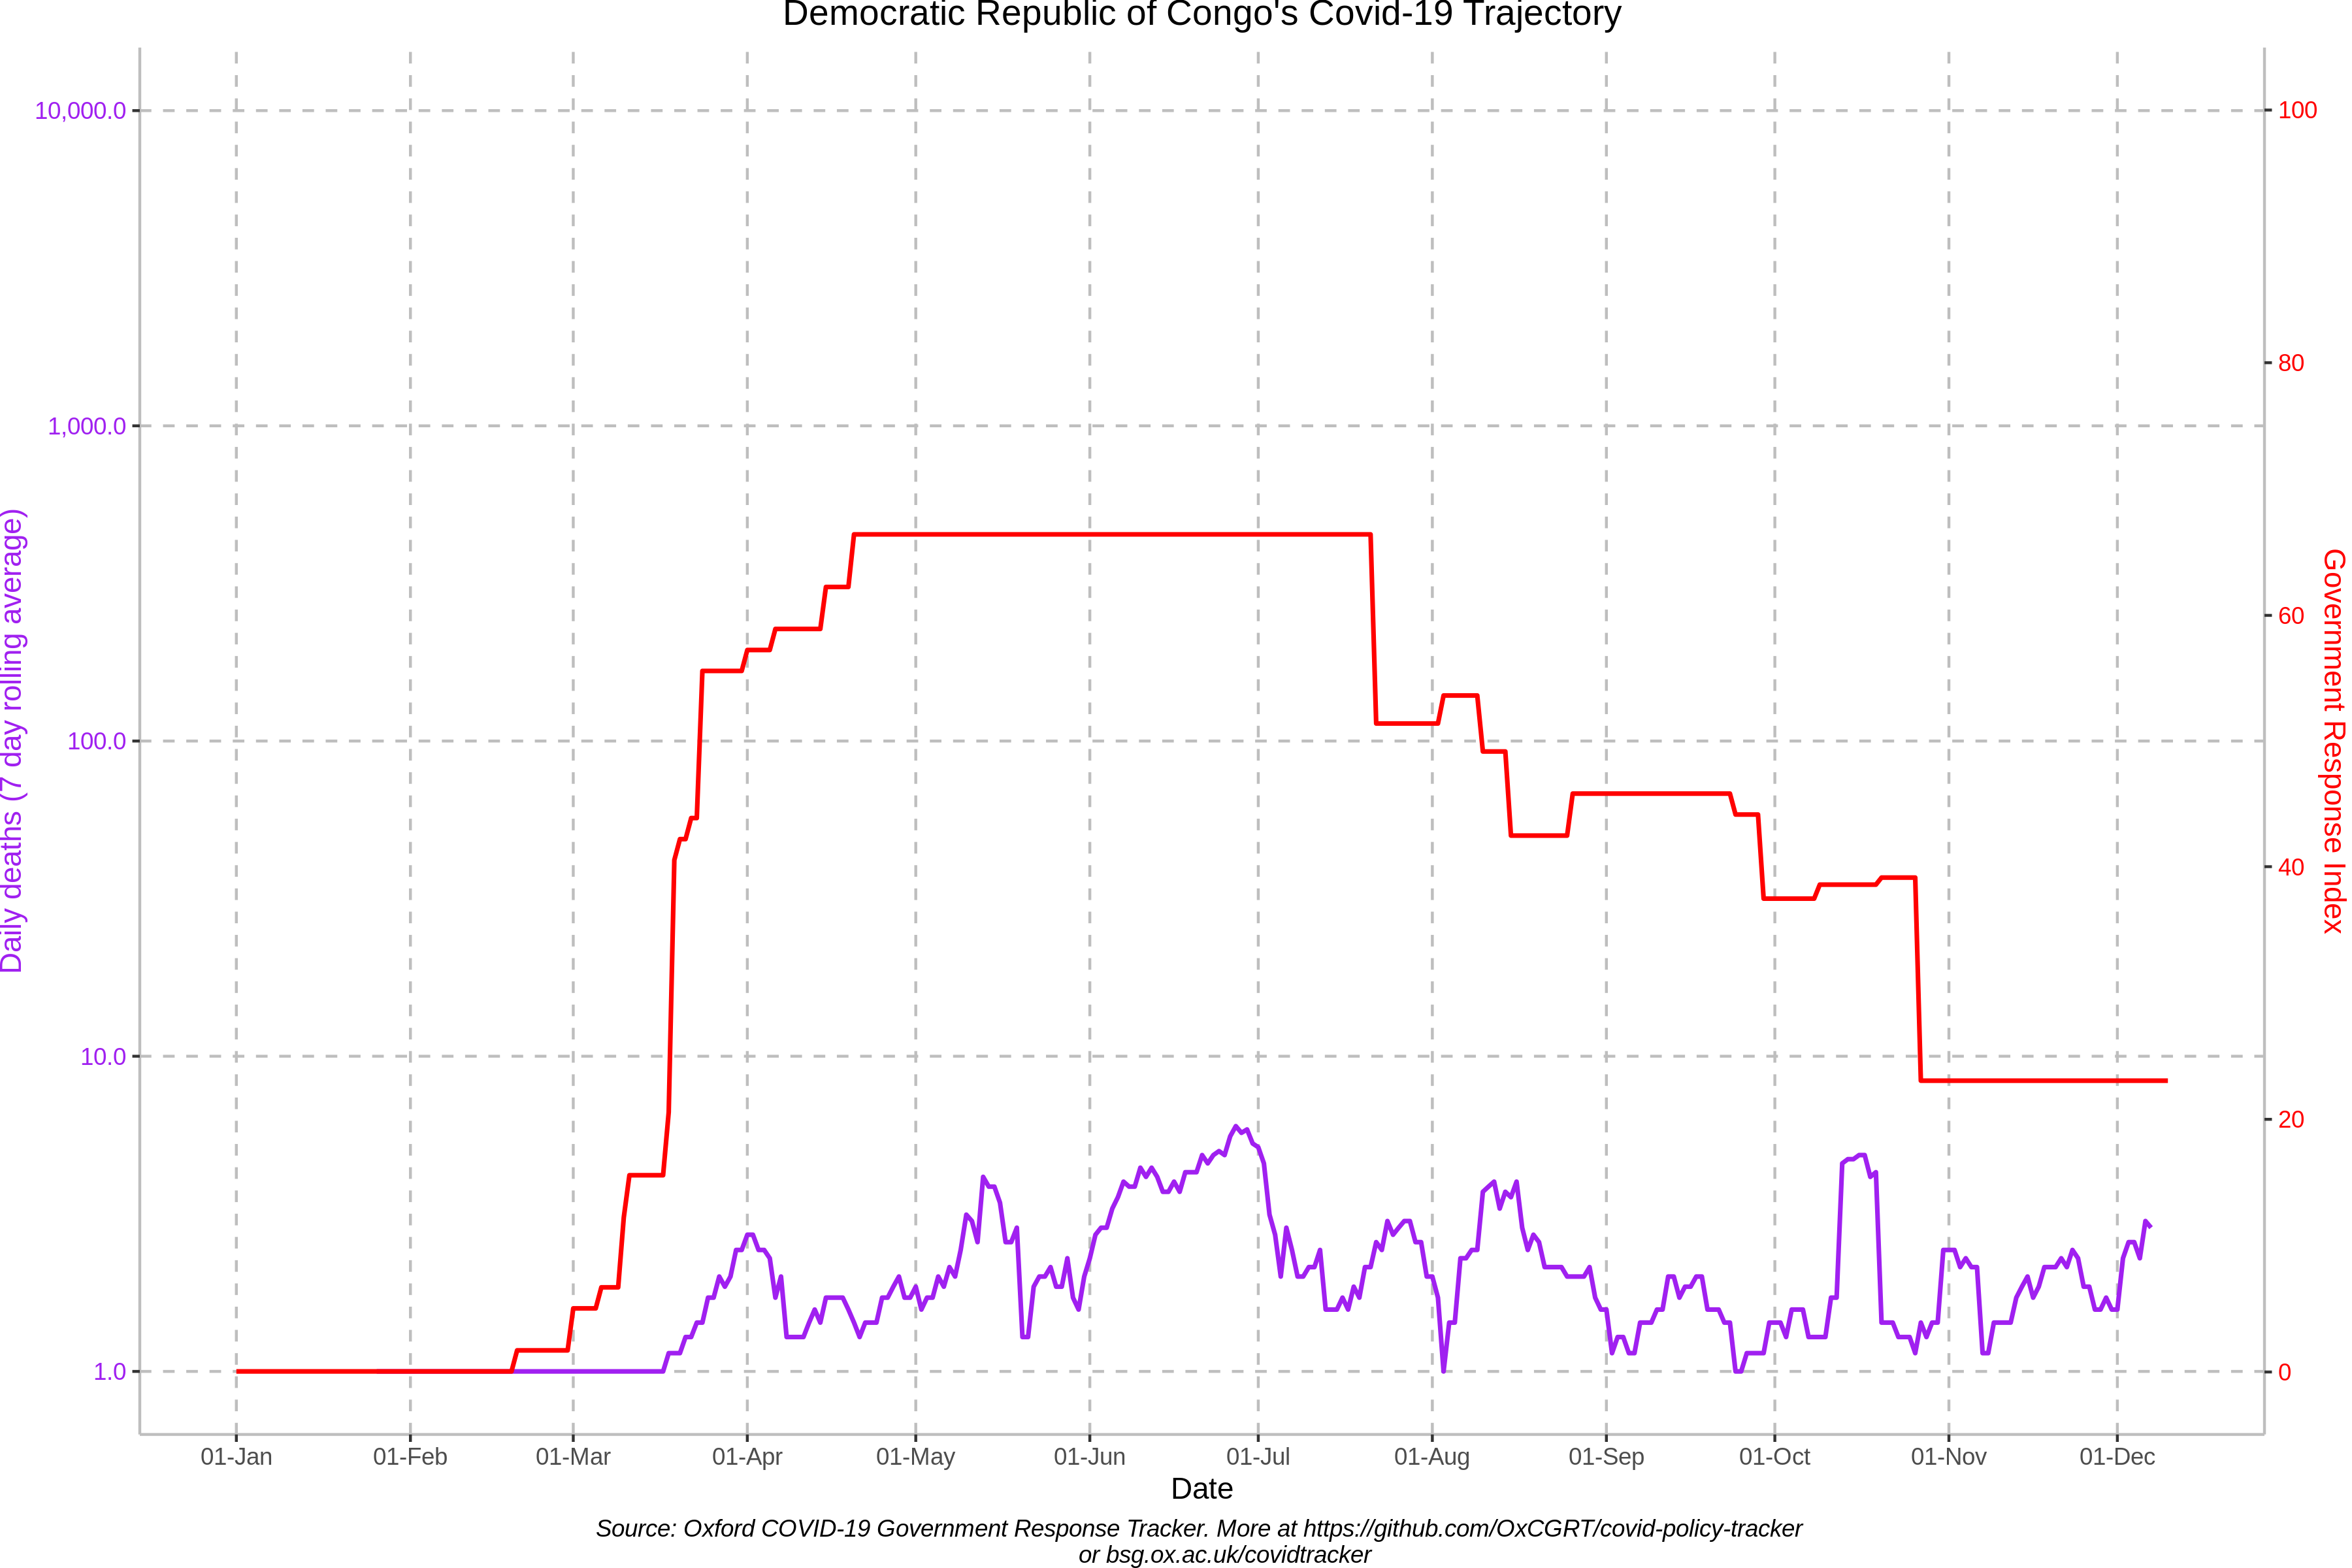 Democratic Republic of Congo's Covid-19 Trajectory
10,000.0
1,000.0
100.0
10.0
1.0
Daily deaths (7 day rolling average)
100
80
60
40
20
0
Government Response Index
01-Jan
01-Feb
01-Mar
01-Apr
01-May
01-Jun
01-Jul
01-Aug
01-Sep
01-Oct
01-Nov
01-Dec
Date
Source: Oxford COVID-19 Government Response Tracker. More at https://github.com/OxCGRT/covid-policy-tracker
or bsg.ox.ac.uk/covidtracker